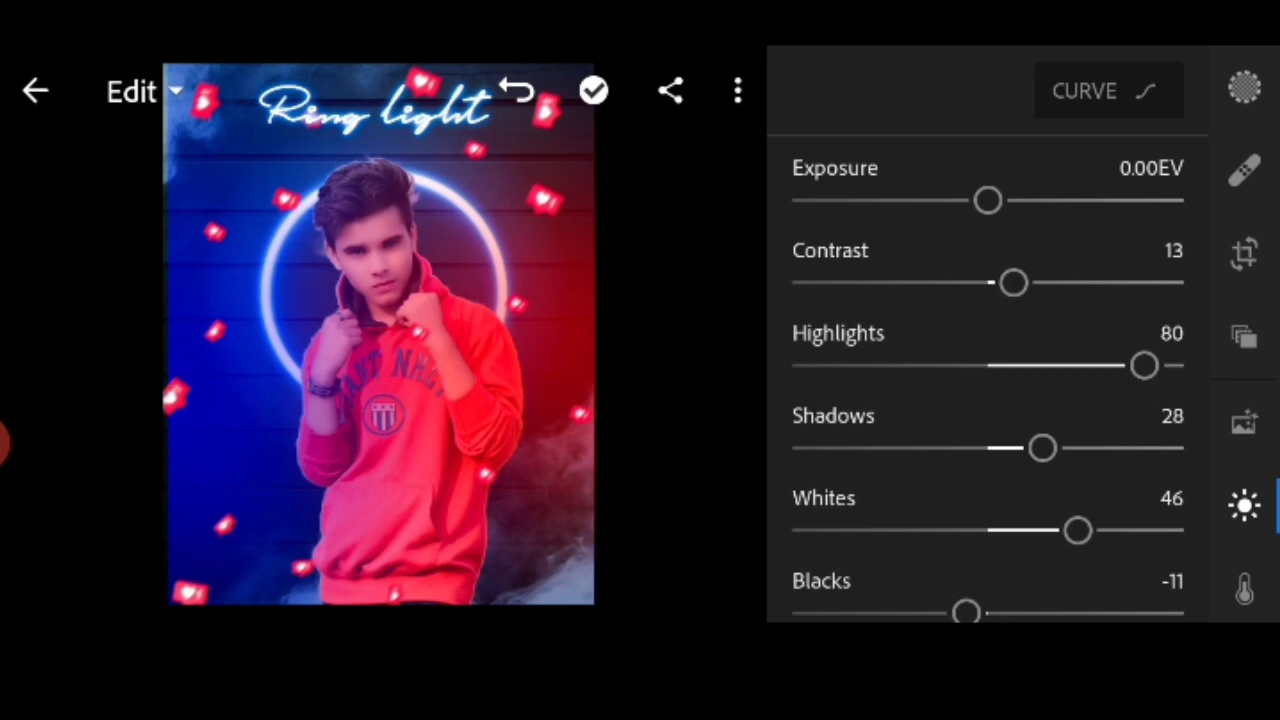 Edit
Ring light
CURVE
Exposure 0.00EV
Contrast 13
Highlights 80
Shadows 28
Whites 46
Blacks -11